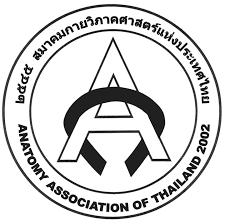 ๒๕๔๕ สมาคมกายวิภาคศาสตร์แห่งประเทศไทย
ANATOMY ASSOCIATION OF THAILAND 2002